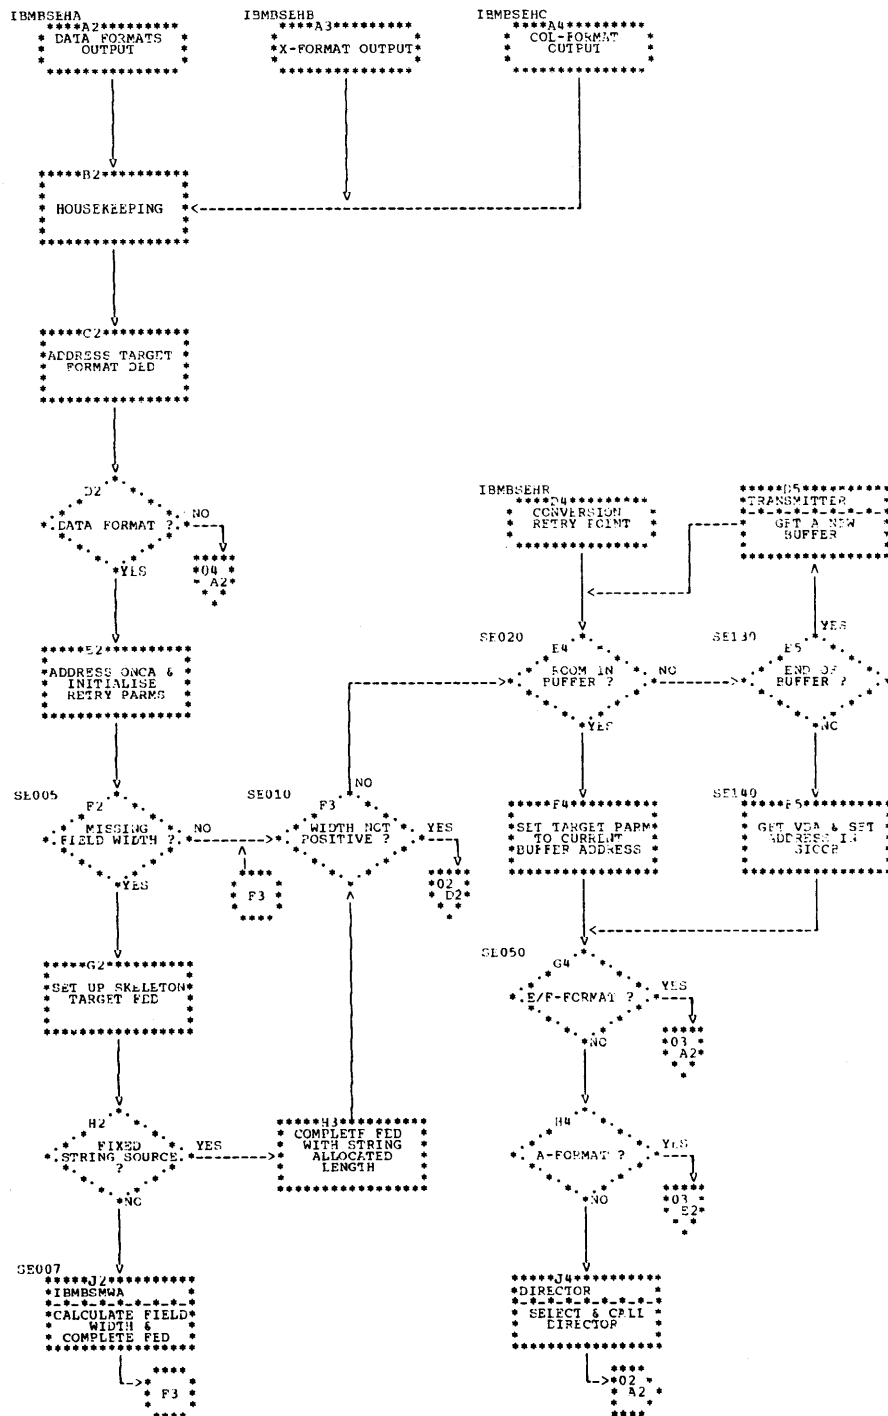 IBMBSEHA
A2
DATA FORMATS
OUTPUT
IBMBSEHB
A3
X-FORMAT OUTPUT
IBMBSEHC
A4
COL-FORMAT
OUTPUT
B2
HOUSEKEEPING
C2
ADDRESS TARGET
FORMAT DED
D2
DATA FORMAT ?
NO
YES
04
A2
IBMBSEHR
D4
CONVERSION
RETRY POINT
D5
TRANSMITTER
GET A NEW
BUFFER
E2
ADDRESS ONCA &
INITIALISE
RETRY PARMS
SE020
E4
ROOM IN
BUFFER ?
NO
YES
SE130
E5
END OF
BUFFER ?
YES
NO
SE005
F2
MISSING
FIELD WIDTH ?
NO
YES
SE010
F3
WIDTH NOT
POSITIVE ?
NO
YES
F3
02
D2
F4
SET TARGET PARM
TO CURRENT
BUFFER ADDRESS
SE140
F5
GET VDA & SET
ADDRESS IN
SIOCB
G2
SET UP SKELETON
TARGET FED
SE050
G4
E/F-FORMAT ?
YES
NO
03
A2
H2
FIXED
STRING SOURCE
?
YES
NO
H3
COMPLETE FED
WITH STRING
ALLOCATED
LENGTH
H4
A-FORMAT ?
YES
NO
03
E2
SE007
J2
IBMBSMWA
CALCULATE FIELD
WIDTH &
COMPLETE FED
F3
J4
DIRECTOR
SELECT & CALL
DIRECTOR
02
A2